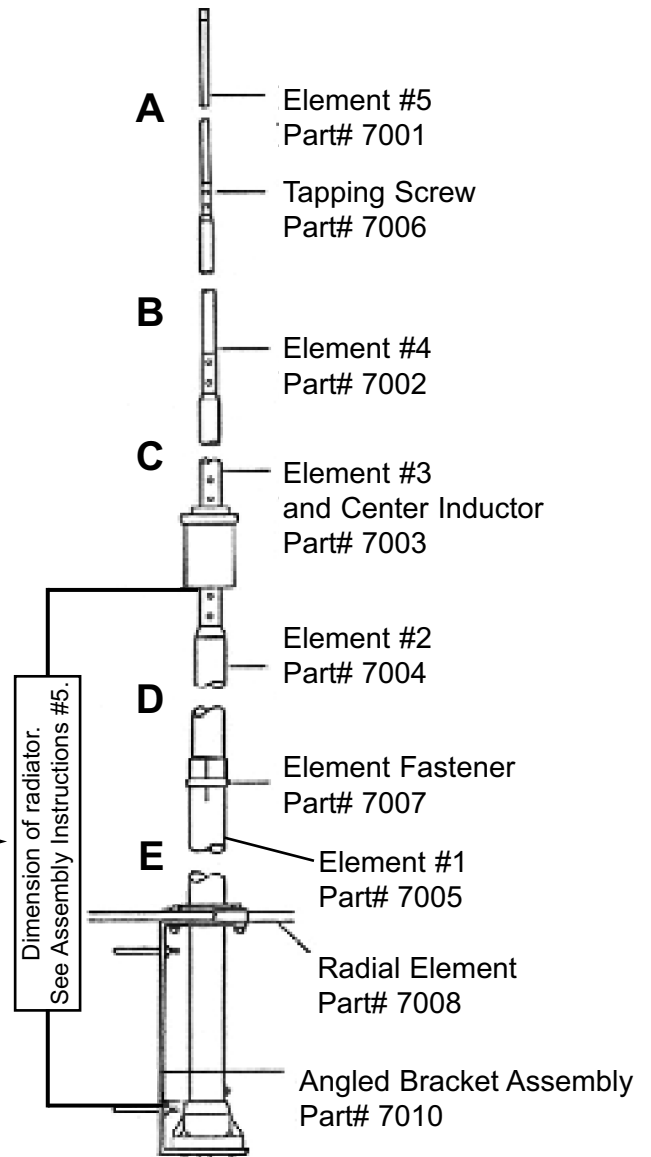 A
Element #5
Part# 7001
Tapping Screw
Part# 7006
B
Element #4
Part# 7002
C
Element #3
and Center Inductor
Part# 7003
Element #2
Part# 7004
D
Element Fastener
Part# 7007
Dimension of radiator.
See Assembly Instructions #5.
E
Element #1
Part# 7005
Radial Element
Part# 7008
Angled Bracket Assembly
Part# 7010